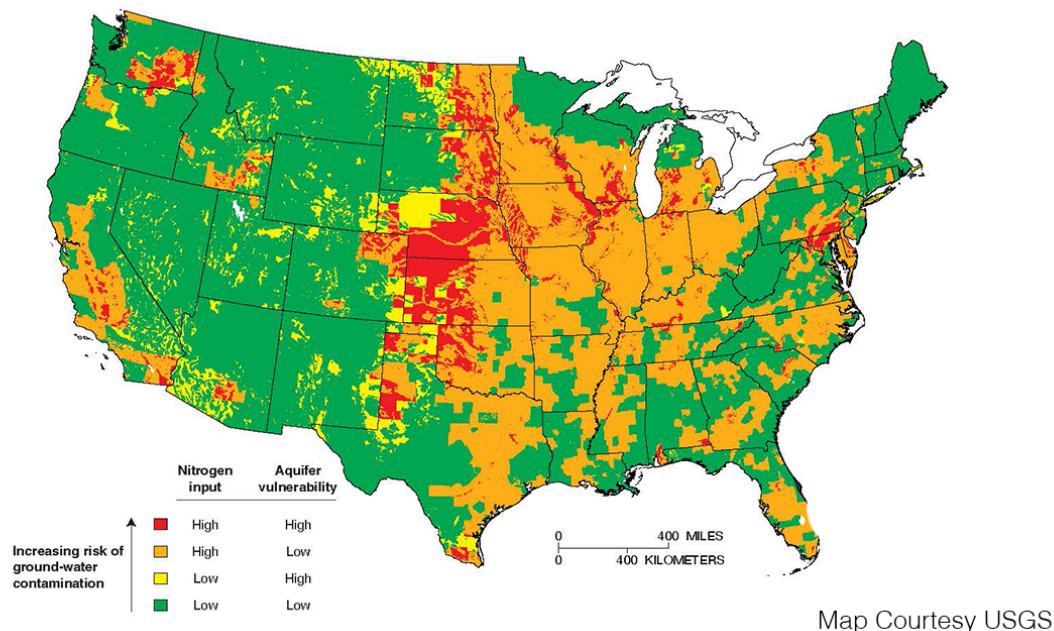 Nitrogen input
Aquifer vulnerability
High High
High Low
Low High
Low Low
Increasing risk of
ground-water
contamination
0 400 MILES
0 400 KILOMETERS
Map Courtesy USGS